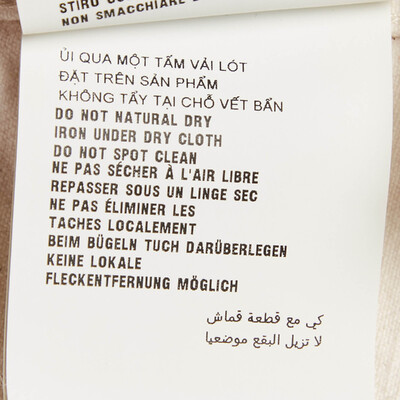 STIRO
NON SMACCHIARE
ỦI QUA MỘT TẤM VẢI LÓT
ĐẶT TRÊN SẢN PHẨM
KHÔNG TẨY TẠI CHỖ VẾT BẨN
DO NOT NATURAL DRY
IRON UNDER DRY CLOTH
DO NOT SPOT CLEAN
NE PAS SÉCHER À L'AIR LIBRE
REPASSER SOUS UN LINGE SEC
NE PAS ÉLIMINER LES
TACHES LOCALEMENT
BEIM BÜGELN TUCH DARÜBERLEGEN
KEINE LOKALE
FLECKENTFERNUNG MÖGLICH
كي مع قطعة قماش
لا تزيل البقع موضعيا